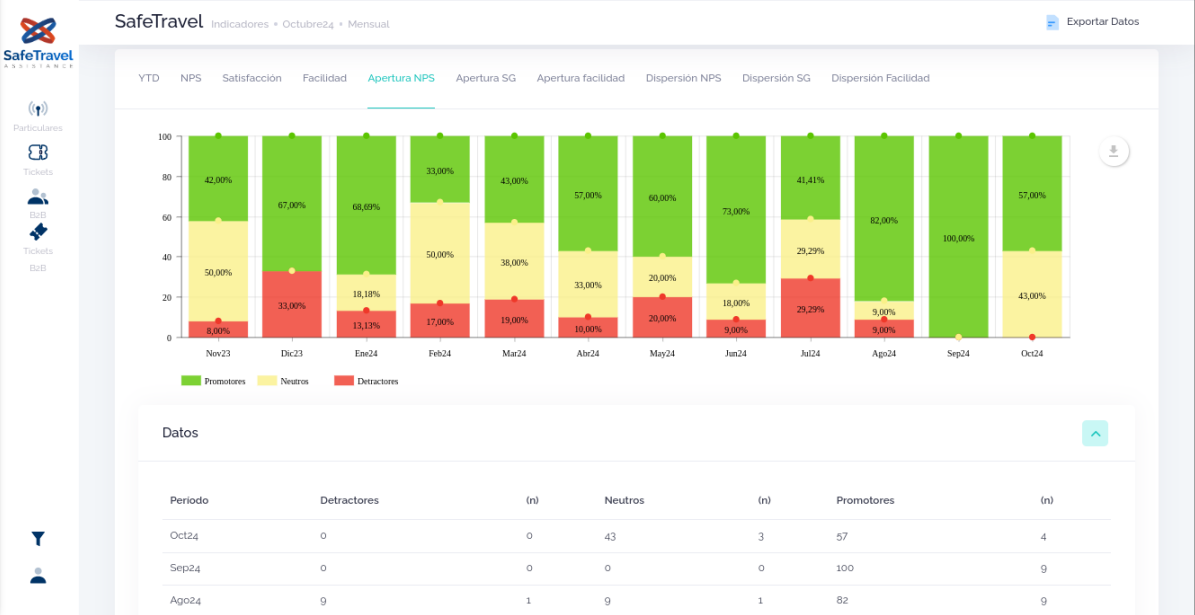 SafeTravel Indicadores • Octubre24 • Mensual
Exportar Datos
SafeTravel
ASSISTANCE
Particulares
Tickets
B2B
Tickets
B2B
YTD NPS Satisfacción Facilidad Apertura NPS Apertura SG Apertura facilidad Dispersión NPS Dispersión SG Dispersión Facilidad
100
80
60
40
20
0
42,00% 50,00% 8,00%
67,00% 33,00%
68,69% 18,18% 13,13%
33,00% 50,00% 17,00%
43,00% 38,00% 19,00%
57,00% 33,00% 10,00%
60,00% 20,00% 20,00%
73,00% 18,00% 9,00%
41,41% 29,29% 29,29%
82,00% 9,00% 9,00%
100,00%
57,00% 43,00%
Nov23 Dic23 Ene24 Feb24 Mar24 Abr24 May24 Jun24 Jul24 Ago24 Sep24 Oct24
Promotores Neutros Detractores
Datos
Período Detractores (n) Neutros (n) Promotores (n)
Oct24 0 0 43 3 57 4
Sep24 0 0 0 0 100 9
Ago24 9 1 9 1 82 9